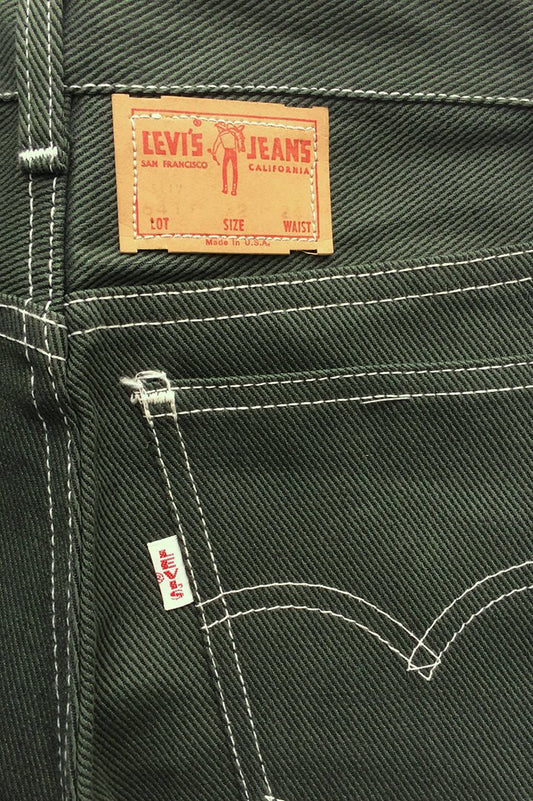 LEVI'S JEANS
SAN FRANCISCO CALIFORNIA
LOT SIZE WAIST
Made in U.S.A.
LEVI'S
®